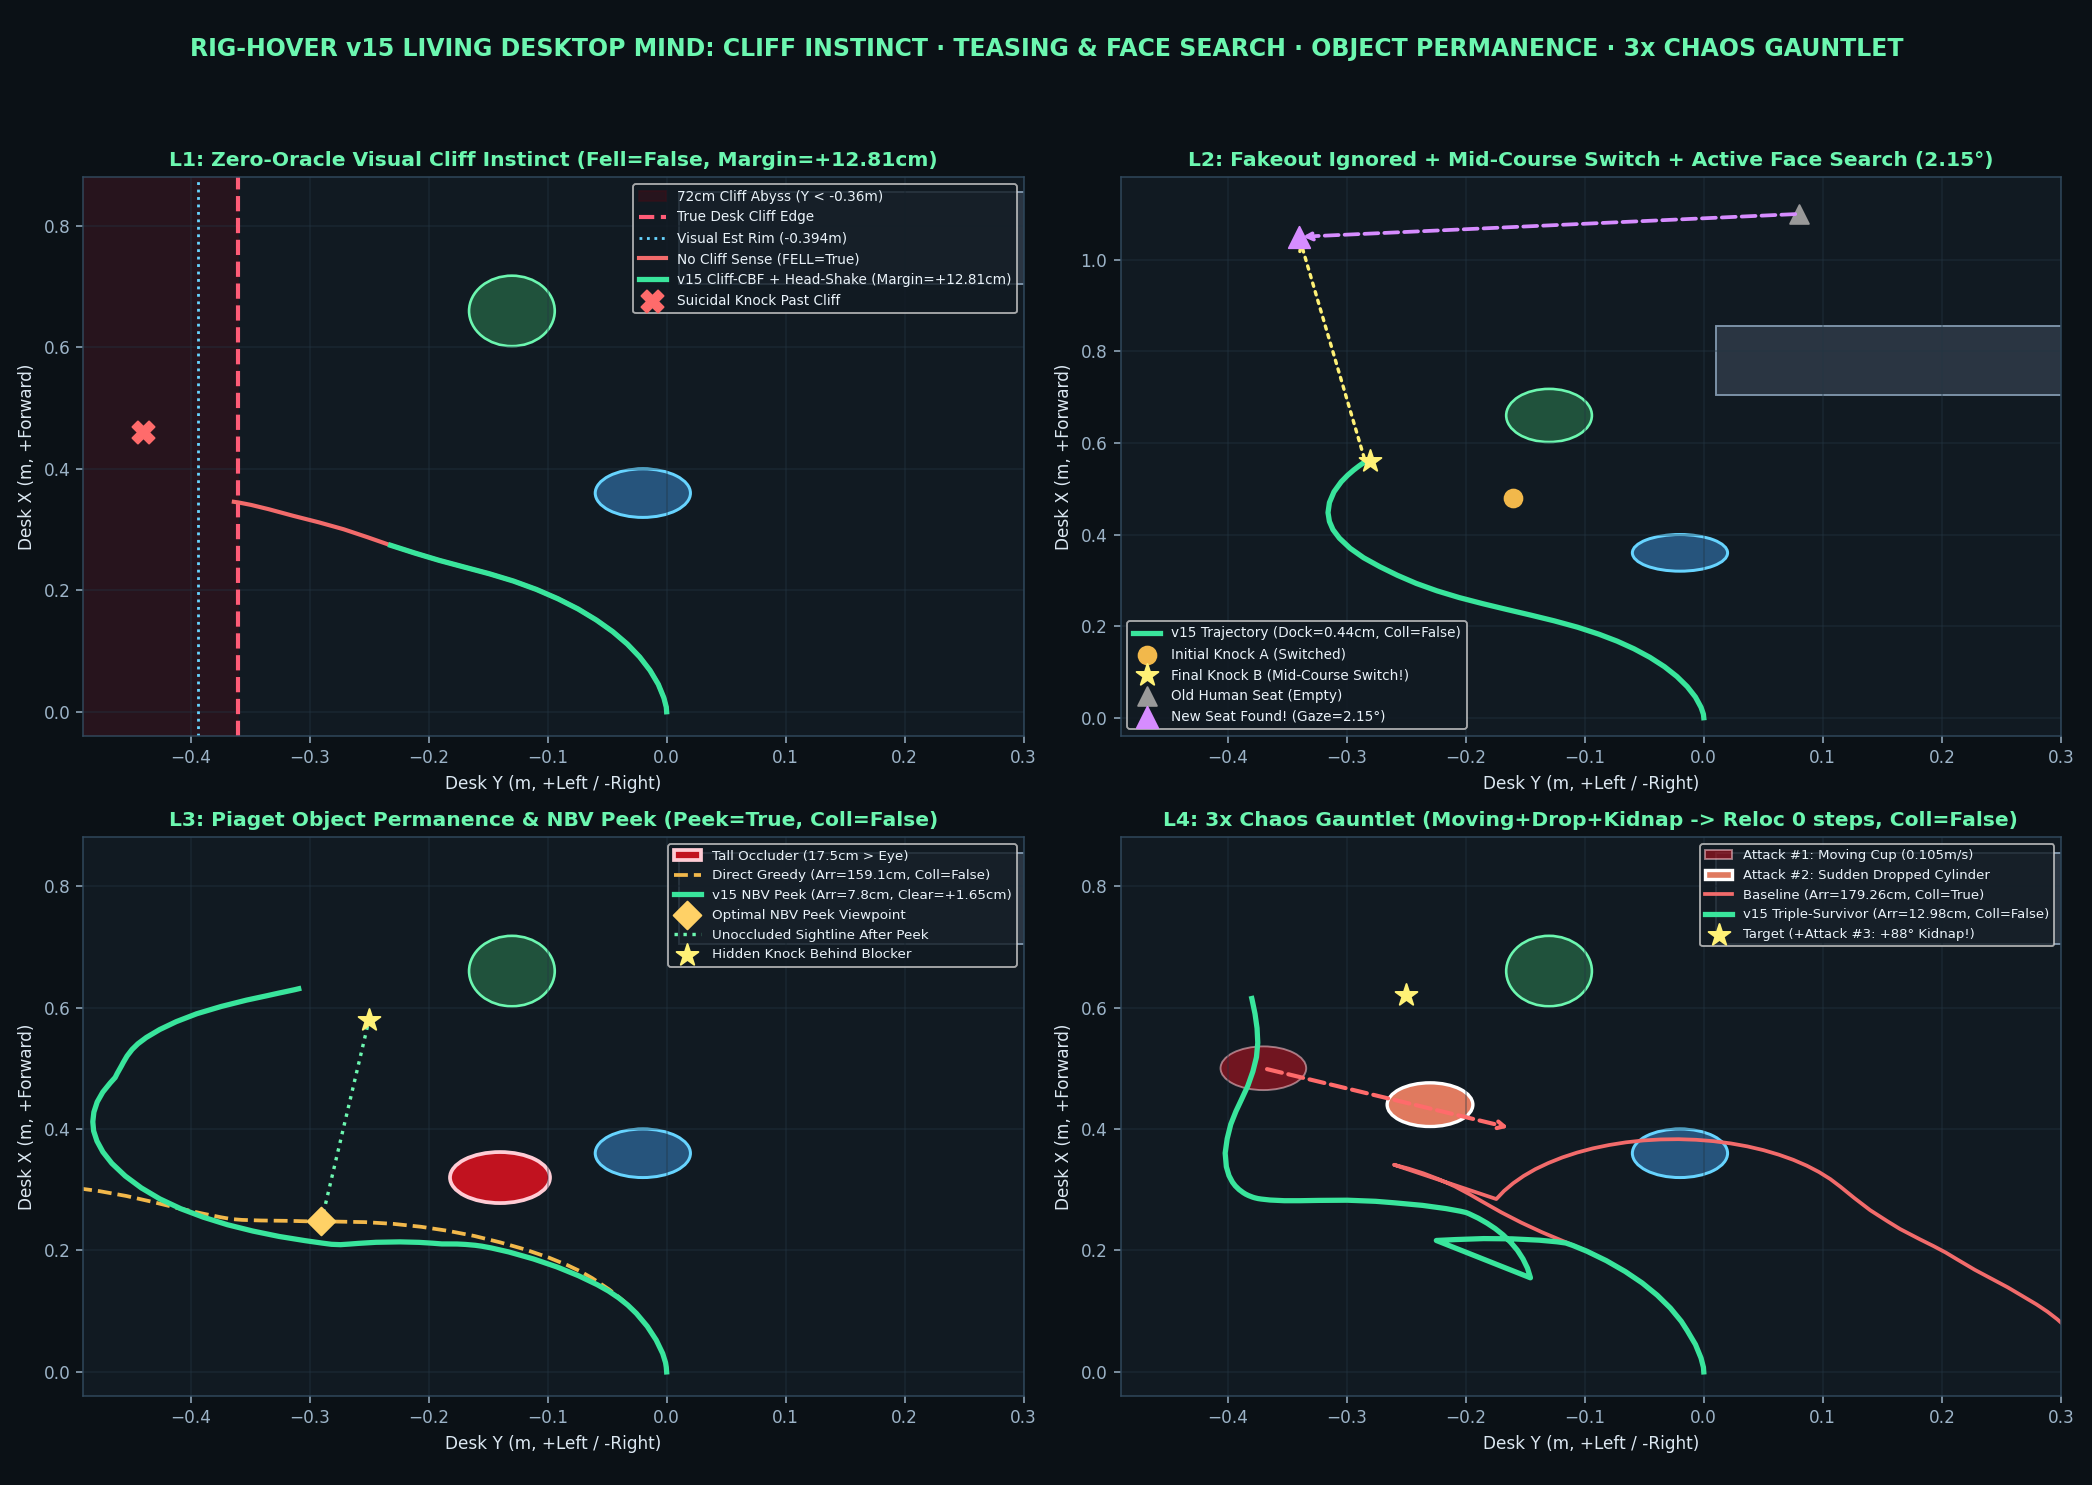 RIG-HOVER v15 LIVING DESKTOP MIND: CLIFF INSTINCT · TEASING & FACE SEARCH · OBJECT PERMANENCE · 3x CHAOS GAUNTLET
L1: Zero-Oracle Visual Cliff Instinct (Fell=False, Margin=+12.81cm)
72cm Cliff Abyss (Y < -0.36m)
True Desk Cliff Edge
Visual Est Rim (-0.394m)
No Cliff Sense (FELL=True)
v15 Cliff-CBF + Head-Shake (Margin=+12.81cm)
Suicidal Knock Past Cliff
0.8
0.6
0.4
0.2
0.0
Desk X (m, +Forward)
−0.4
−0.3
−0.2
−0.1
0.0
0.1
0.2
0.3
Desk Y (m, +Left / -Right)
L2: Fakeout Ignored + Mid-Course Switch + Active Face Search (2.15°)
1.0
0.8
0.6
0.4
0.2
0.0
Desk X (m, +Forward)
v15 Trajectory (Dock=0.44cm, Coll=False)
Initial Knock A (Switched)
Final Knock B (Mid-Course Switch!)
Old Human Seat (Empty)
New Seat Found! (Gaze=2.15°)
−0.4
−0.3
−0.2
−0.1
0.0
0.1
0.2
0.3
Desk Y (m, +Left / -Right)
L3: Piaget Object Permanence & NBV Peek (Peek=True, Coll=False)
Tall Occluder (17.5cm > Eye)
Direct Greedy (Arr=159.1cm, Coll=False)
v15 NBV Peek (Arr=7.8cm, Clear=+1.65cm)
Optimal NBV Peek Viewpoint
Unoccluded Sightline After Peek
Hidden Knock Behind Blocker
0.8
0.6
0.4
0.2
0.0
Desk X (m, +Forward)
−0.4
−0.3
−0.2
−0.1
0.0
0.1
0.2
0.3
Desk Y (m, +Left / -Right)
L4: 3x Chaos Gauntlet (Moving+Drop+Kidnap -> Reloc 0 steps, Coll=False)
Attack #1: Moving Cup (0.105m/s)
Attack #2: Sudden Dropped Cylinder
Baseline (Arr=179.26cm, Coll=True)
v15 Triple-Survivor (Arr=12.98cm, Coll=False)
Target (+Attack #3: +88° Kidnap!)
0.8
0.6
0.4
0.2
0.0
Desk X (m, +Forward)
−0.4
−0.3
−0.2
−0.1
0.0
0.1
0.2
0.3
Desk Y (m, +Left / -Right)